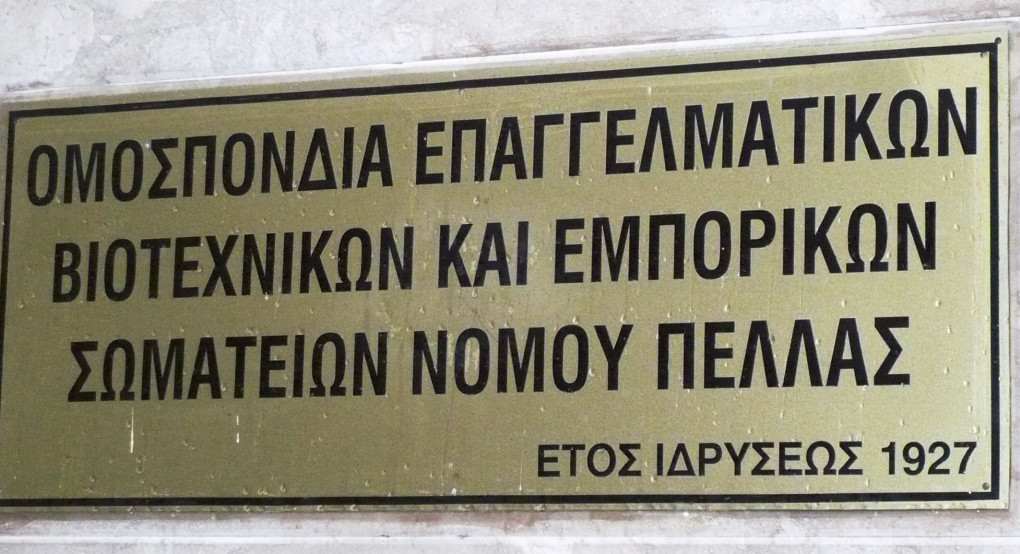 ΟΜΟΣΠΟΝΔΙΑ ΕΠΑΓΓΕΛΜΑΤΙΚΩΝ
ΒΙΟΤΕΧΝΙΚΩΝ ΚΑΙ ΕΜΠΟΡΙΚΩΝ
ΣΩΜΑΤΕΙΩΝ ΝΟΜΟΥ ΠΕΛΛΑΣ
ΕΤΟΣ ΙΔΡΥΣΕΩΣ 1927